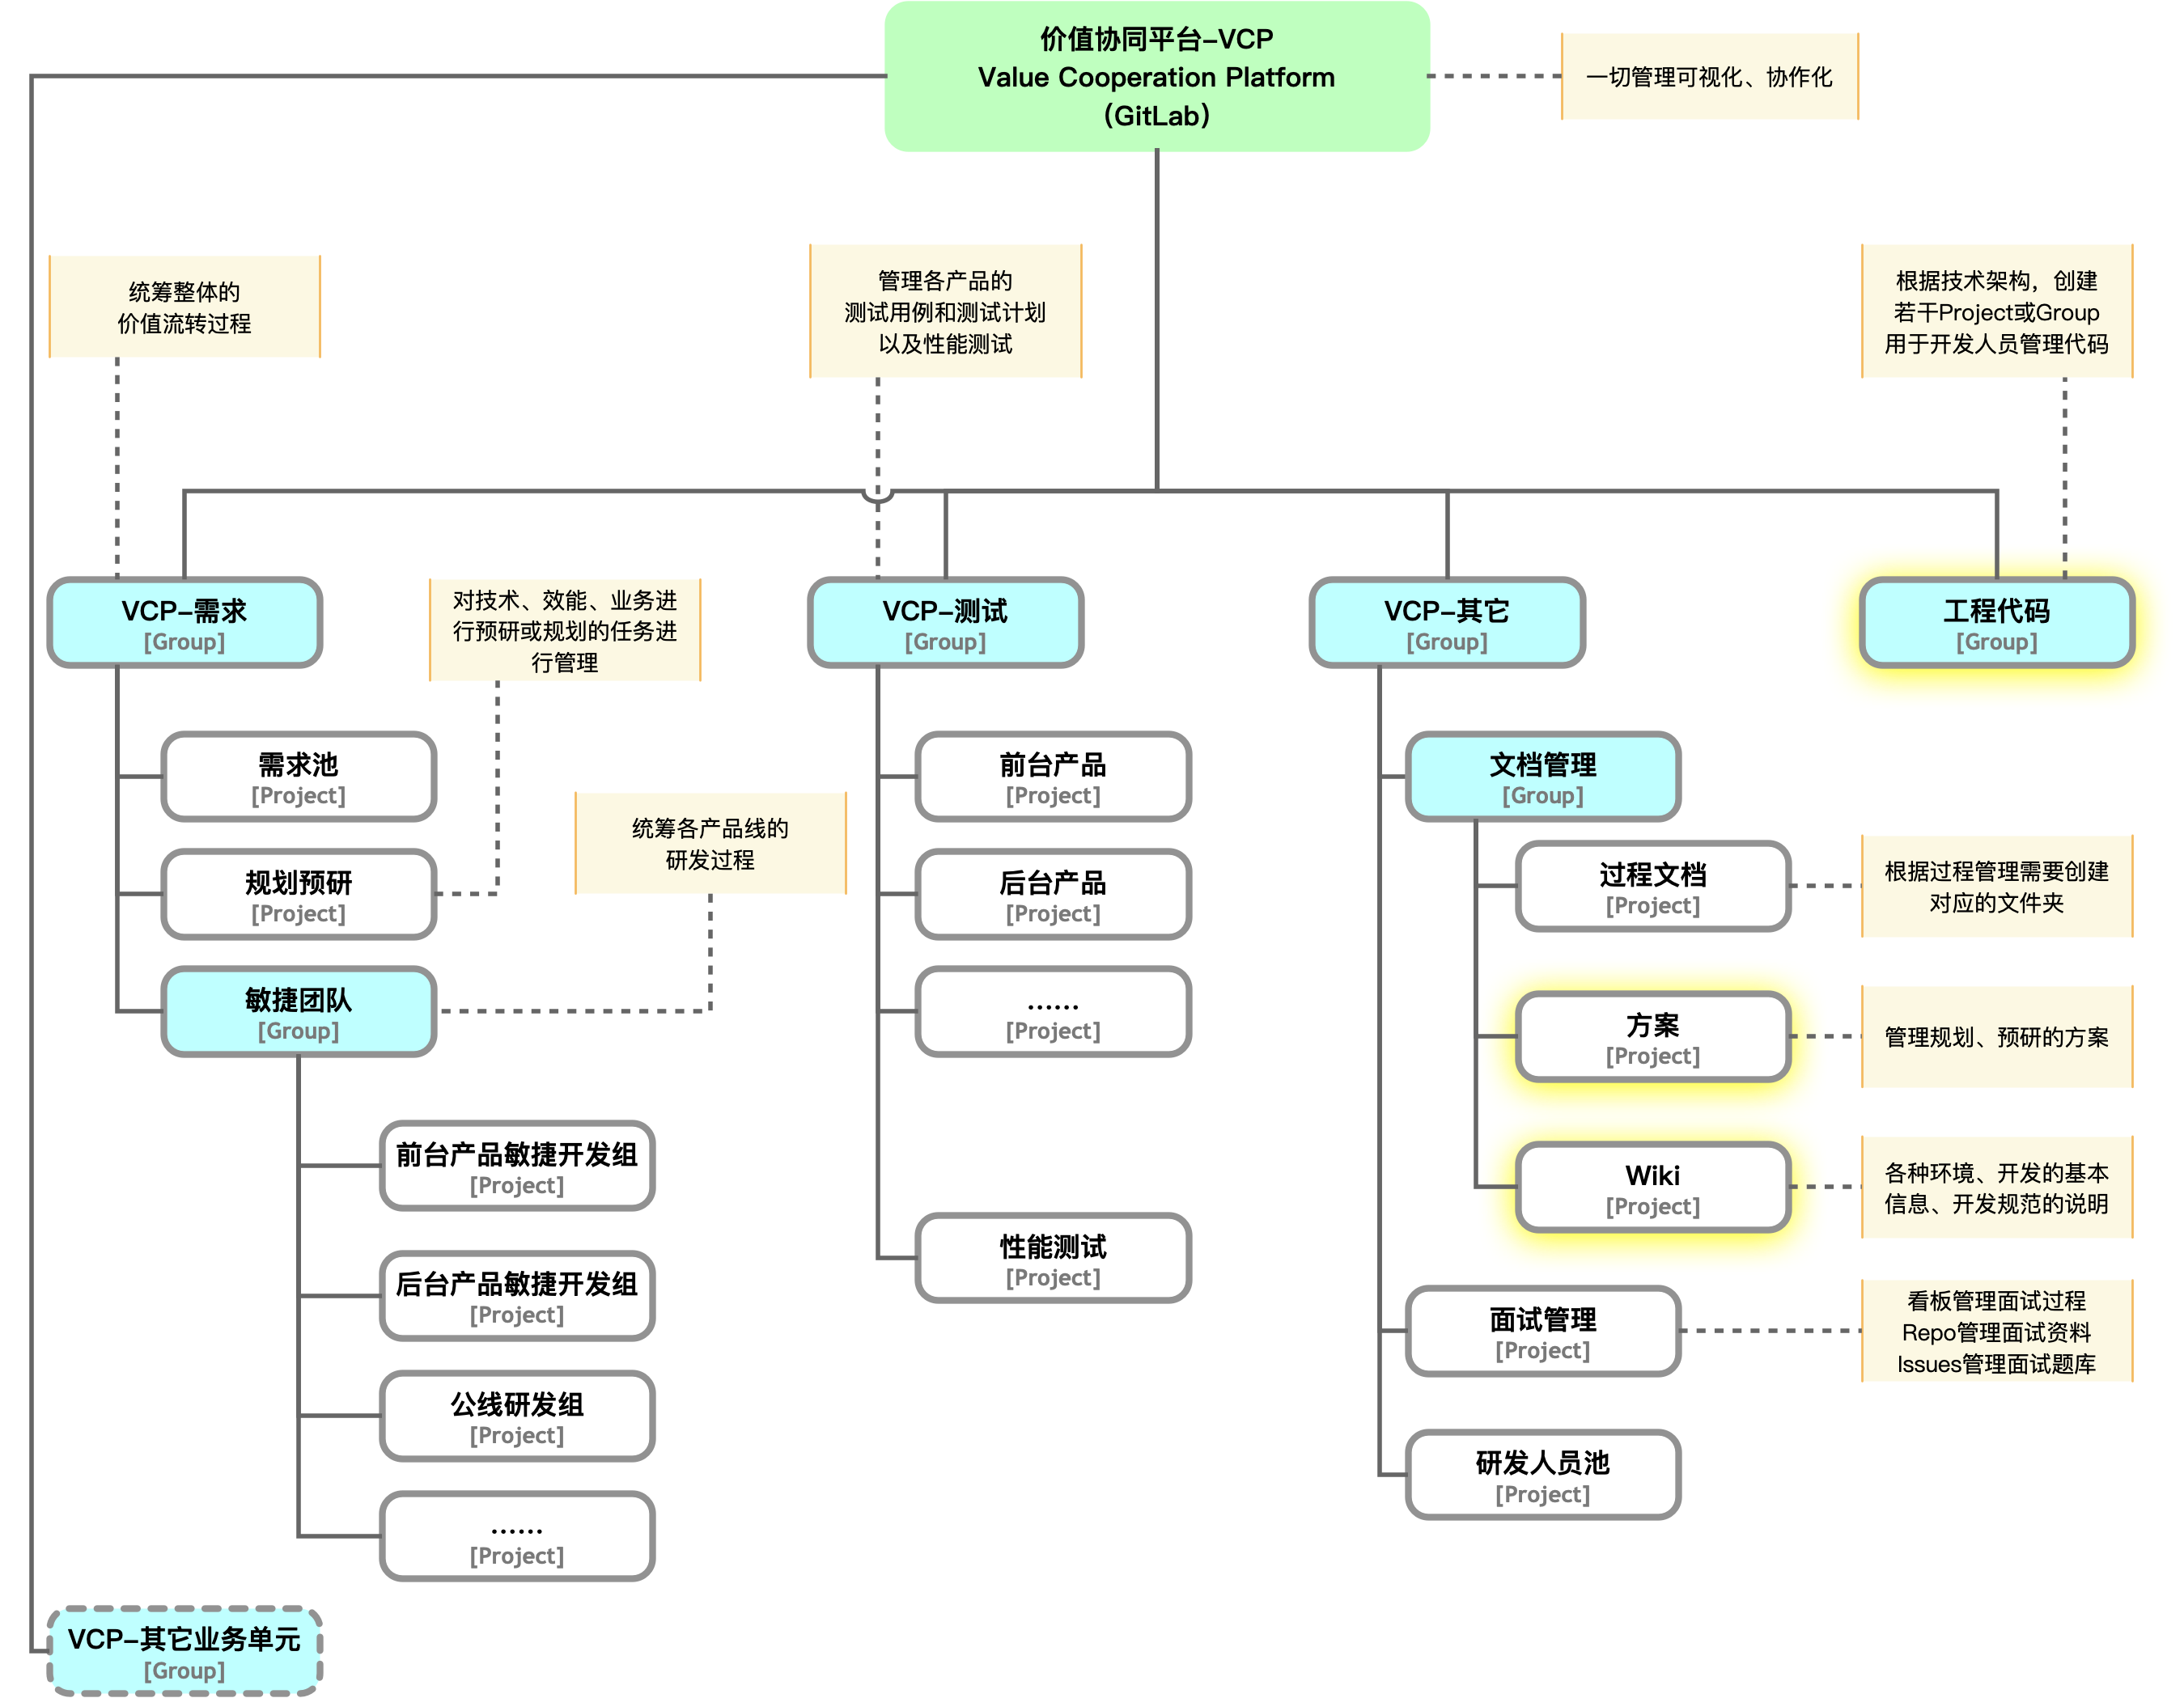 价值协同平台–VCP
Value Cooperation Platform
(GitLab)
一切管理可视化、协作化
统筹整体的
价值流转过程
管理各产品的
测试用例和测试计划
以及性能测试
根据技术架构，创建
若干Project或Group
用于开发人员管理代码
VCP–需求
[Group]
对技术、效能、业务进
行预研或规划的任务进
行管理
VCP–测试
[Group]
VCP–其它
[Group]
工程代码
[Group]
需求池
[Project]
规划预研
[Project]
统筹各产品线的
研发过程
敏捷团队
[Group]
前台产品敏捷开发组
[Project]
后台产品敏捷开发组
[Project]
公线研发组
[Project]
……
[Project]
前台产品
[Project]
后台产品
[Project]
……
[Project]
性能测试
[Project]
文档管理
[Group]
过程文档
[Project]
根据过程管理需要创建
对应的文件夹
方案
[Project]
管理规划、预研的方案
Wiki
[Project]
各种环境、开发的基本
信息、开发规范的说明
面试管理
[Project]
看板管理面试过程
Repo管理面试资料
Issues管理面试题库
研发人员池
[Project]
VCP–其它业务单元
[Group]